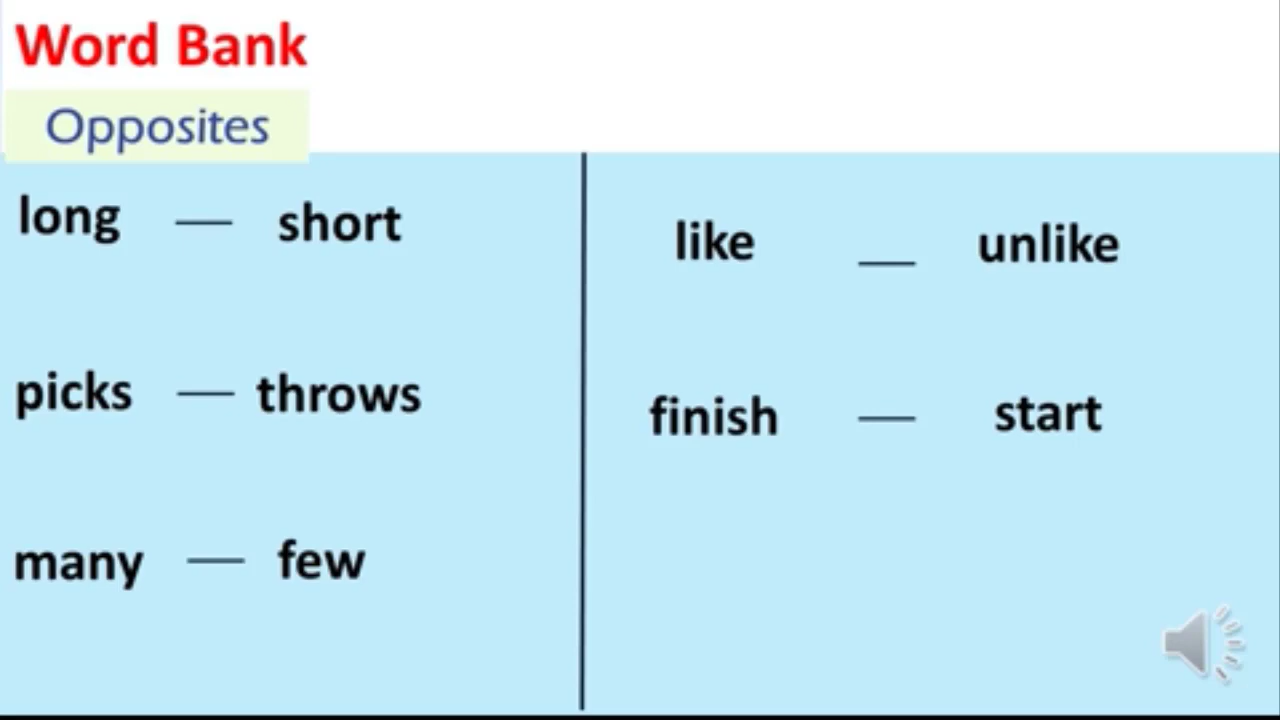 Word Bank
Opposites
long — short
picks — throws
many — few
like — unlike
finish — start